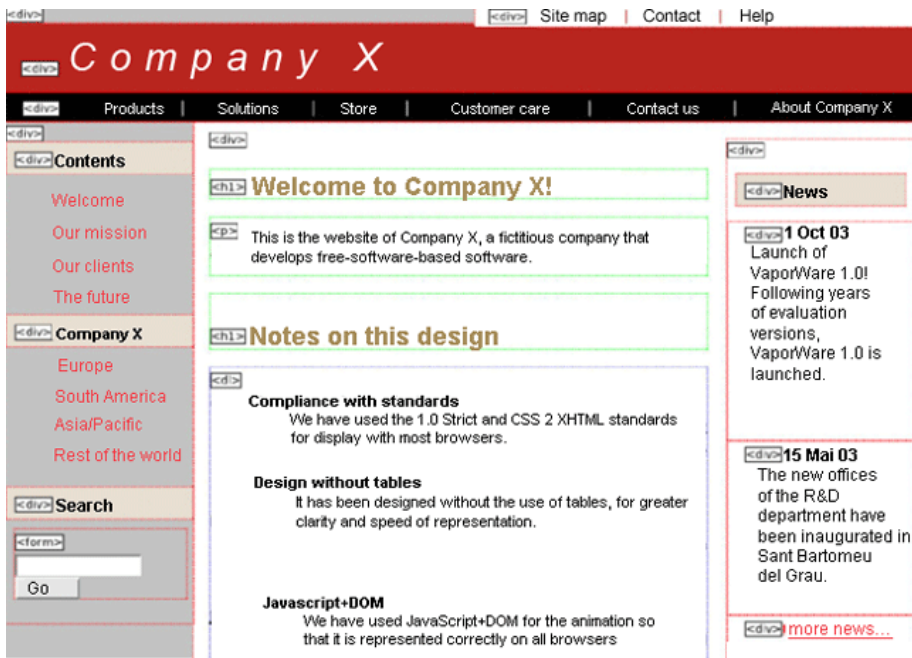 <div>
<div> Site map | Contact | Help
<div> Company X
<div> Products | Solutions | Store | Customer care | Contact us | About Company X
<div>
<div> Contents
Welcome
Our mission
Our clients
The future
<div> Company X
Europe
South America
Asia/Pacific
Rest of the world
<div> Search
<form>
Go
<div>
<h1> Welcome to Company X!
<p> This is the website of Company X, a fictitious company that
develops free-software-based software.
<h1> Notes on this design
<dl>
Compliance with standards
We have used the 1.0 Strict and CSS 2 XHTML standards
for display with most browsers.
Design without tables
It has been designed without the use of tables, for greater
clarity and speed of representation.
Javascript+DOM
We have used JavaScript+DOM for the animation so
that it is represented correctly on all browsers
<div>
<div> News
<div> 1 Oct 03
Launch of
VaporWare 1.0!
Following years
of evaluation
versions,
VaporWare 1.0 is
launched.
<div> 15 Mai 03
The new offices
of the R&D
department have
been inaugurated in
Sant Bartomeu
del Grau.
<div> more news...